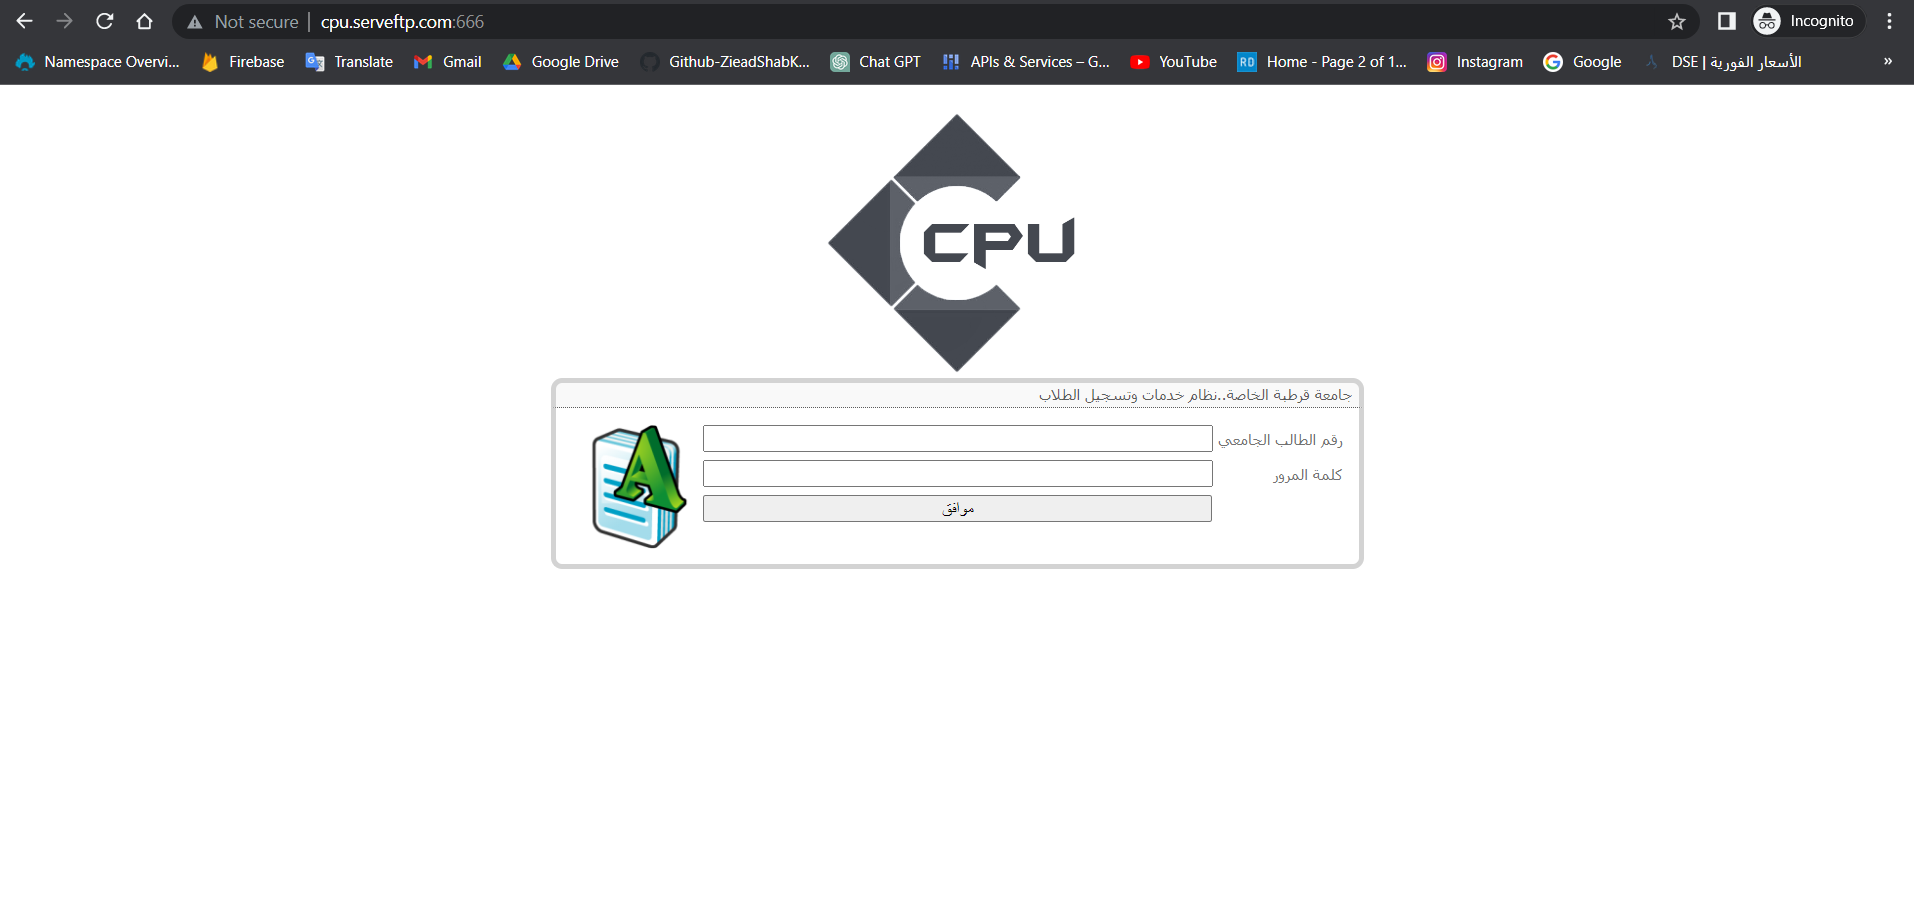 Not secure | cpu.serveftp.com:666
Incognito
Namespace Overvi... Firebase Translate Gmail Google Drive Github-ZieadShabK... Chat GPT APIs & Services – G... YouTube RD Home - Page 2 of 1... Instagram Google DSE | الأسعار الفورية »
CPU
جامعة قرطبة الخاصة..نظام خدمات وتسجيل الطلاب
رقم الطالب الجامعي
كلمة المرور
موافق
A